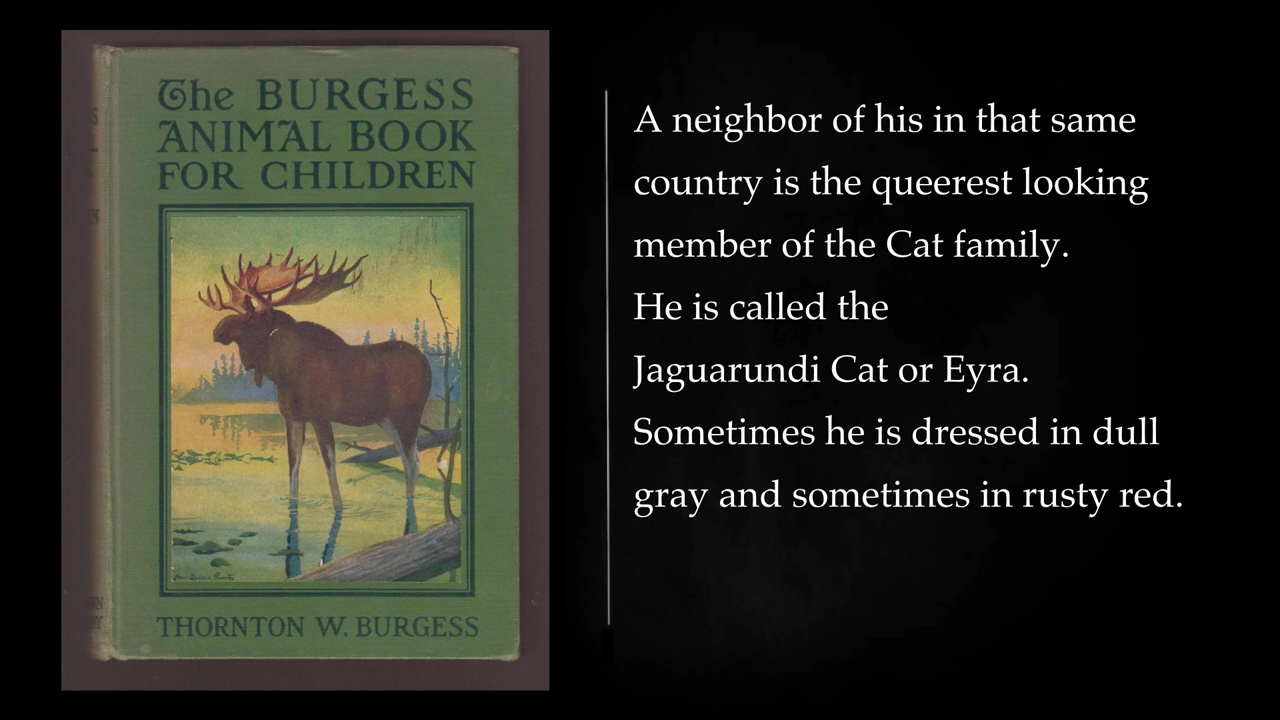 The BURGESS
ANIMAL BOOK
FOR CHILDREN
THORNTON W. BURGESS
A neighbor of his in that same
country is the queerest looking
member of the Cat family.
He is called the
Jaguarundi Cat or Eyra.
Sometimes he is dressed in dull
gray and sometimes in rusty red.